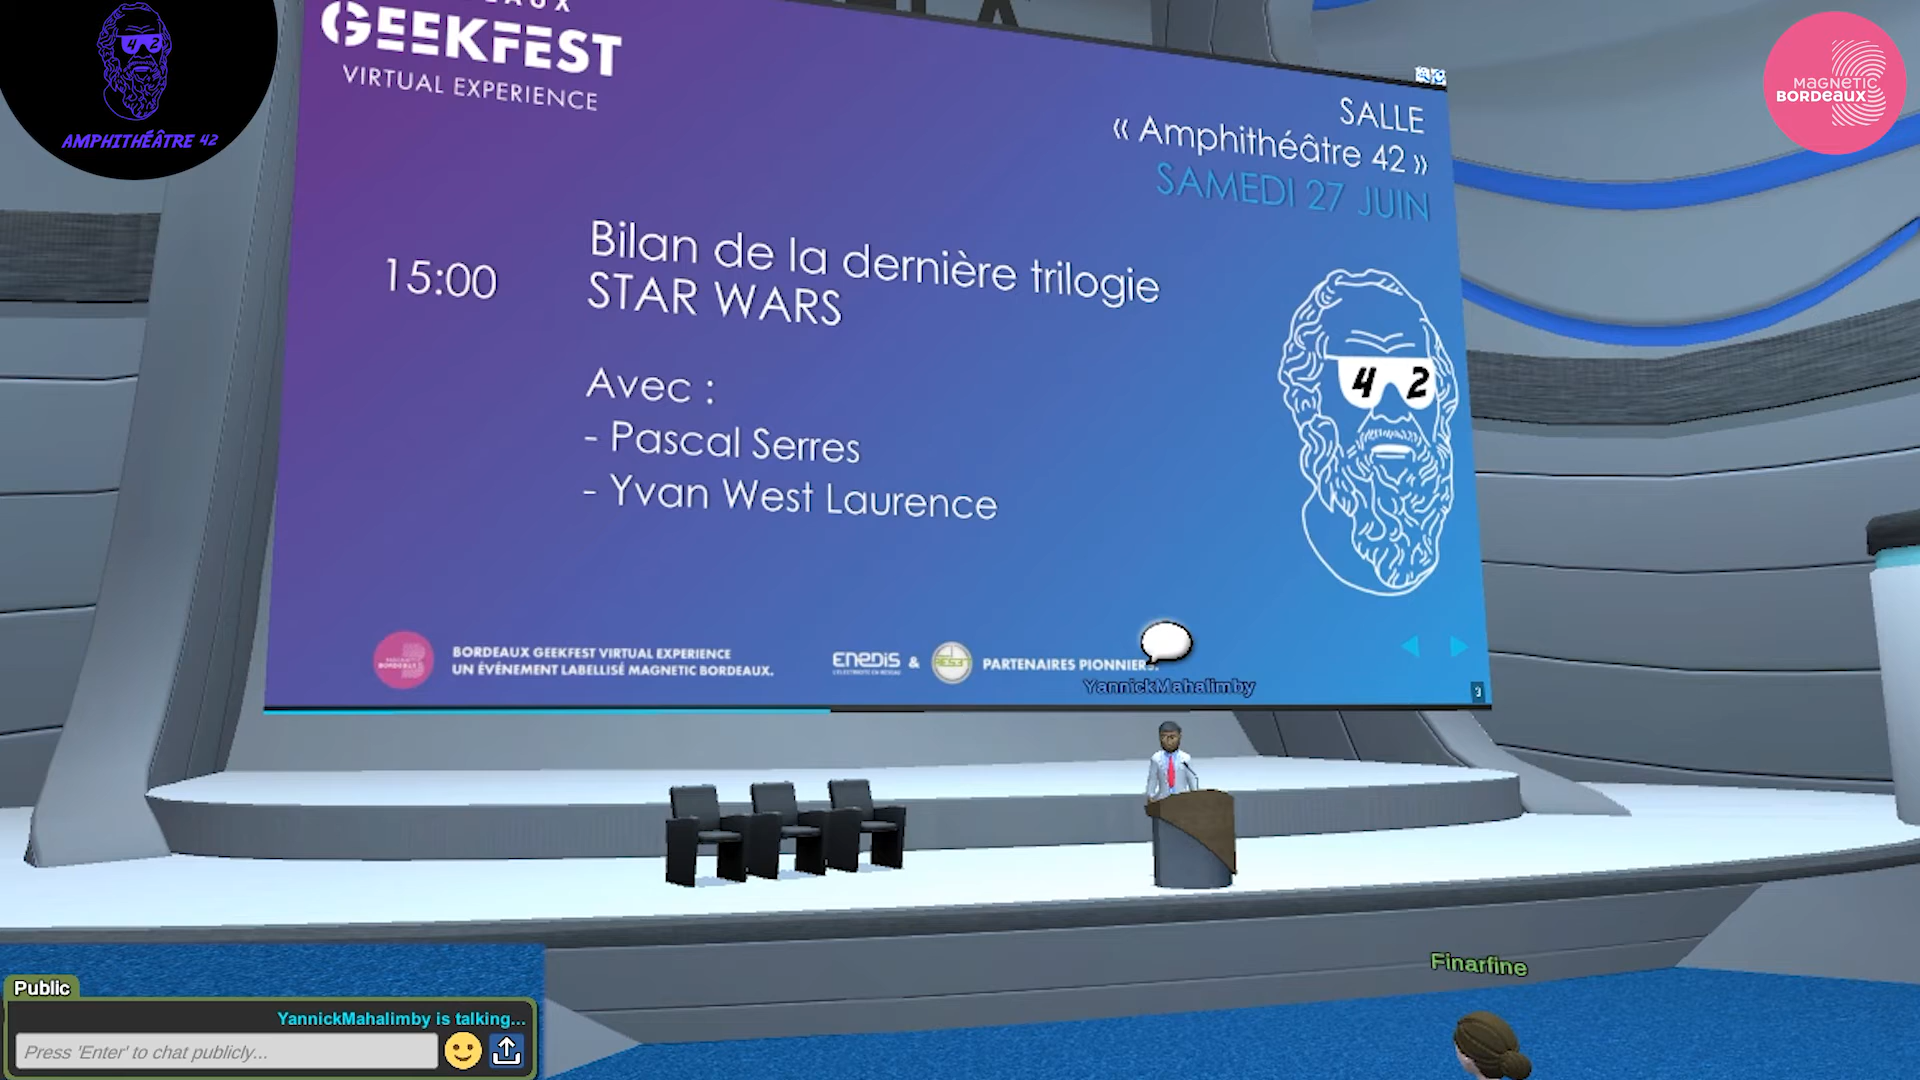 GEEKFEST
VIRTUAL EXPERIENCE
42
AMPHITHÉÂTRE 42
MAGNETIC
BORDEAUX
SALLE
« Amphithéâtre 42 »
SAMEDI 27 JUIN
15:00
Bilan de la dernière trilogie
STAR WARS
Avec :
- Pascal Serres
- Yvan West Laurence
4 2
BORDEAUX GEEKFEST VIRTUAL EXPERIENCE
UN ÉVÉNEMENT LABELLISÉ MAGNETIC BORDEAUX.
ENEDIS &
PARTENAIRES PIONNIERS.
YannickMahalimby
3
Finarfine
Public
YannickMahalimby is talking...
Press 'Enter' to chat publicly...